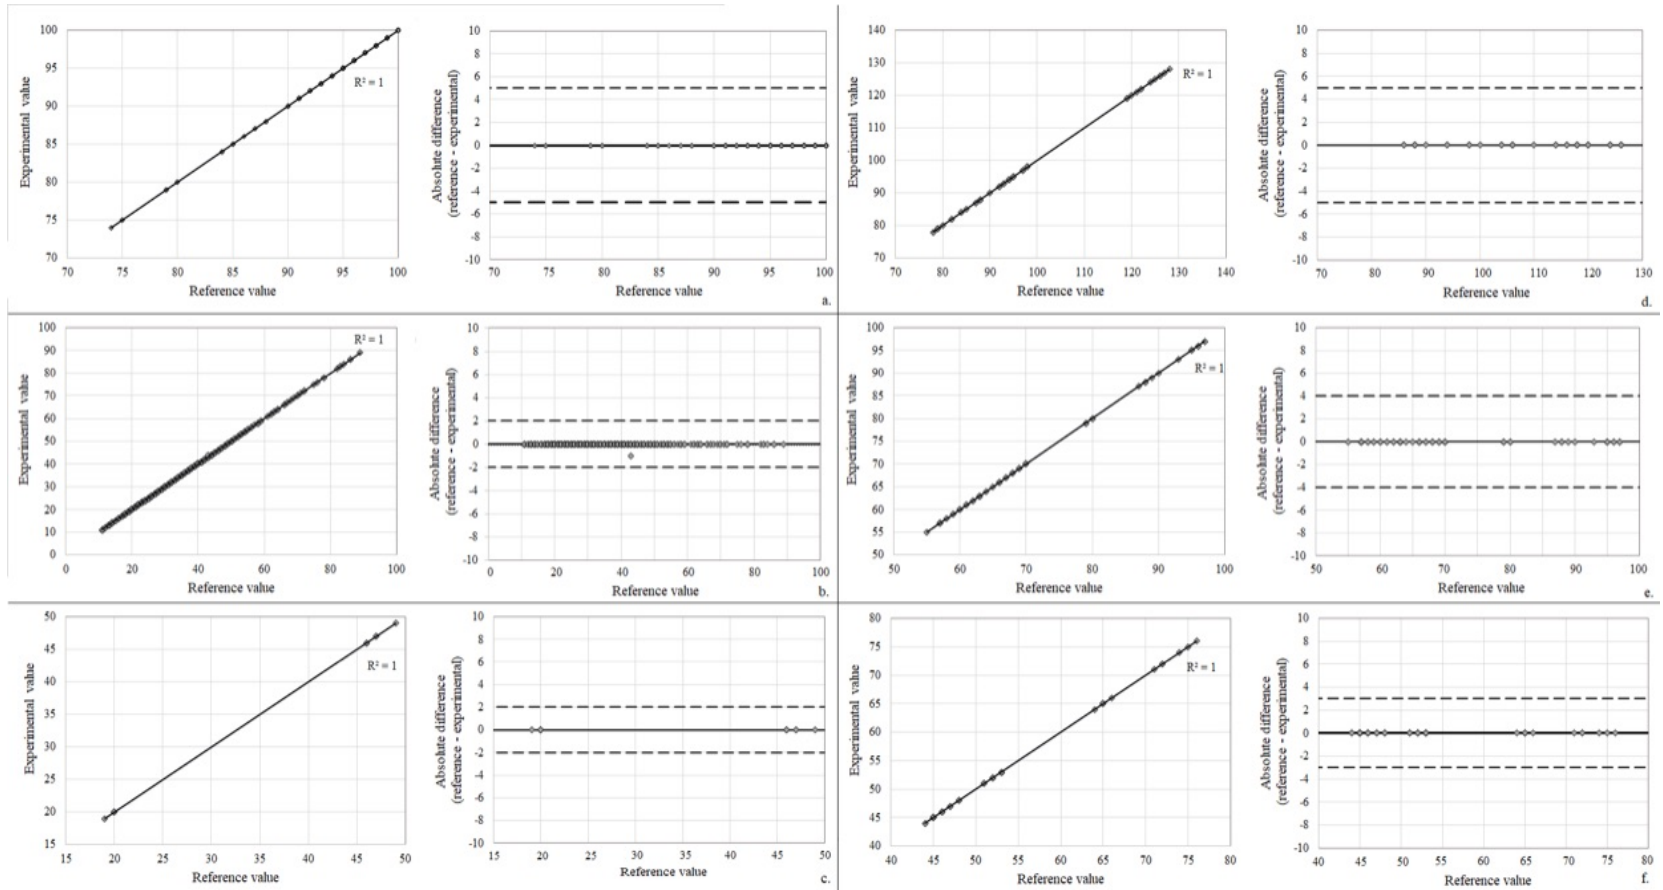 Experimental value
100
95
90
85
80
75
70
R² = 1
70 75 80 85 90 95 100
Reference value
Absolute difference
(reference - experimental)
10
8
6
4
2
0
-2
-4
-6
-8
-10
70 75 80 85 90 95 100
Reference value
a.
Experimental value
140
130
120
110
100
90
80
70
R² = 1
70 80 90 100 110 120 130 140
Reference value
Absolute difference
(reference - experimental)
10
8
6
4
2
0
-2
-4
-6
-8
-10
70 80 90 100 110 120 130
Reference value
d.
Experimental value
100
90
80
70
60
50
40
30
20
10
0
R² = 1
0 20 40 60 80 100
Reference value
Absolute difference
(reference - experimental)
10
8
6
4
2
0
-2
-4
-6
-8
-10
0 20 40 60 80 100
Reference value
b.
Experimental value
100
95
90
85
80
75
70
65
60
55
50
R² = 1
50 60 70 80 90 100
Reference value
Absolute difference
(reference - experimental)
10
8
6
4
2
0
-2
-4
-6
-8
-10
50 60 70 80 90 100
Reference value
e.
Experimental value
50
45
40
35
30
25
20
15
R² = 1
15 20 25 30 35 40 45 50
Reference value
Absolute difference
(reference - experimental)
10
8
6
4
2
0
-2
-4
-6
-8
-10
15 20 25 30 35 40 45 50
Reference value
c.
Experimental value
80
75
70
65
60
55
50
45
40
R² = 1
40 45 50 55 60 65 70 75 80
Reference value
Absolute difference
(reference - experimental)
10
8
6
4
2
0
-2
-4
-6
-8
-10
40 45 50 55 60 65 70 75 80
Reference value
f.